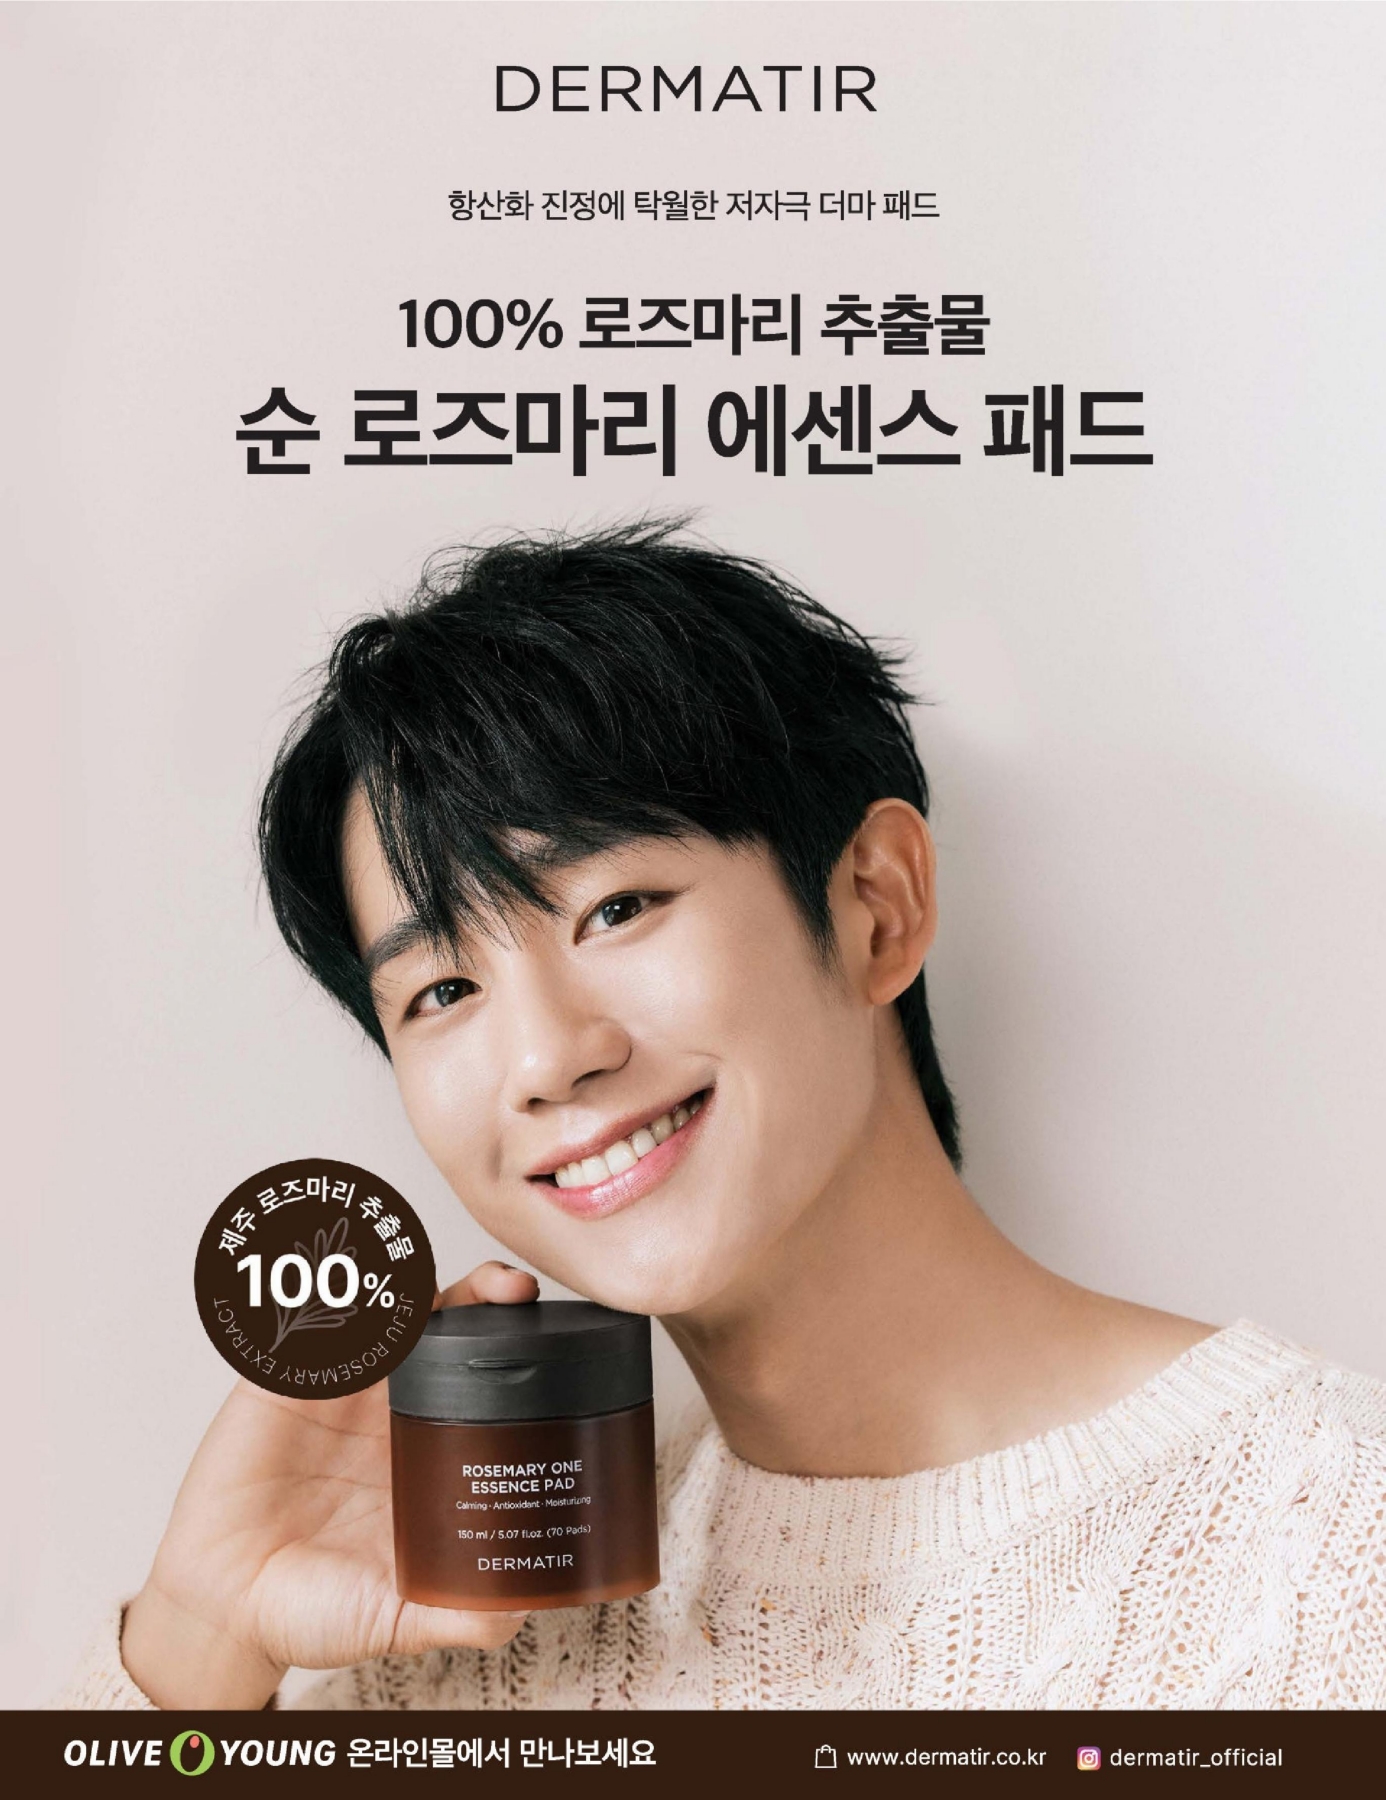 DERMATIR
항산화 진정에 탁월한 저자극 더마 패드
100% 로즈마리 추출물
순 로즈마리 에센스 패드
제주 로즈마리 추출물
100%
JEJU ROSEMARY EXTRACT
ROSEMARY ONE
ESSENCE PAD
Calming · Antioxidant · Moisturizing
150 ml / 5.07 fl.oz. (70 Pads)
DERMATIR
OLIVE YOUNG 온라인몰에서 만나보세요
www.dermatir.co.kr dermatir_official